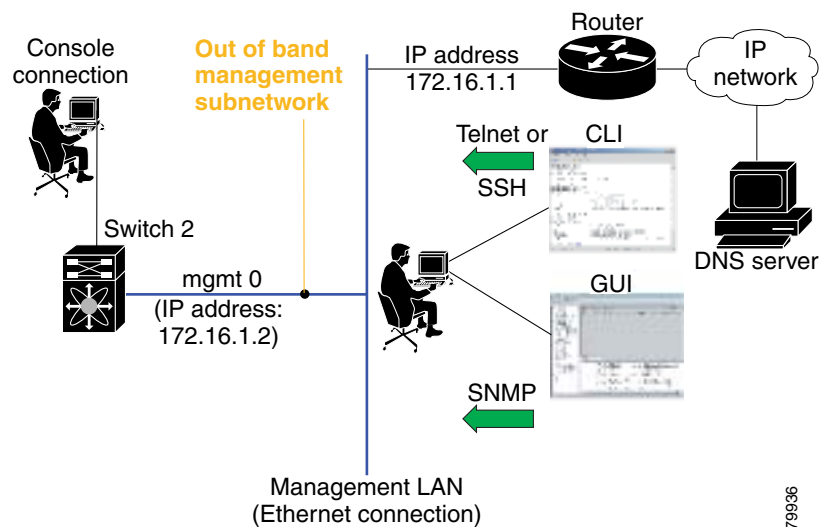 Console
connection
Out of band
management
subnetwork
IP address
172.16.1.1
Router
IP
network
Telnet or
SSH
CLI
Switch 2
DNS server
mgmt 0
(IP address:
172.16.1.2)
GUI
SNMP
Management LAN
(Ethernet connection)
79936